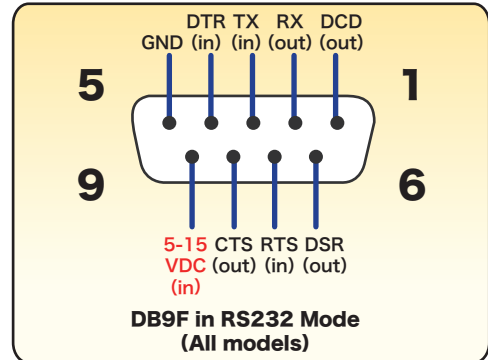 DTR TX RX DCD
GND (in) (in) (out) (out)
5 1
9 6
5-15 CTS RTS DSR
VDC (out) (in) (out)
(in)
DB9F in RS232 Mode
(All models)